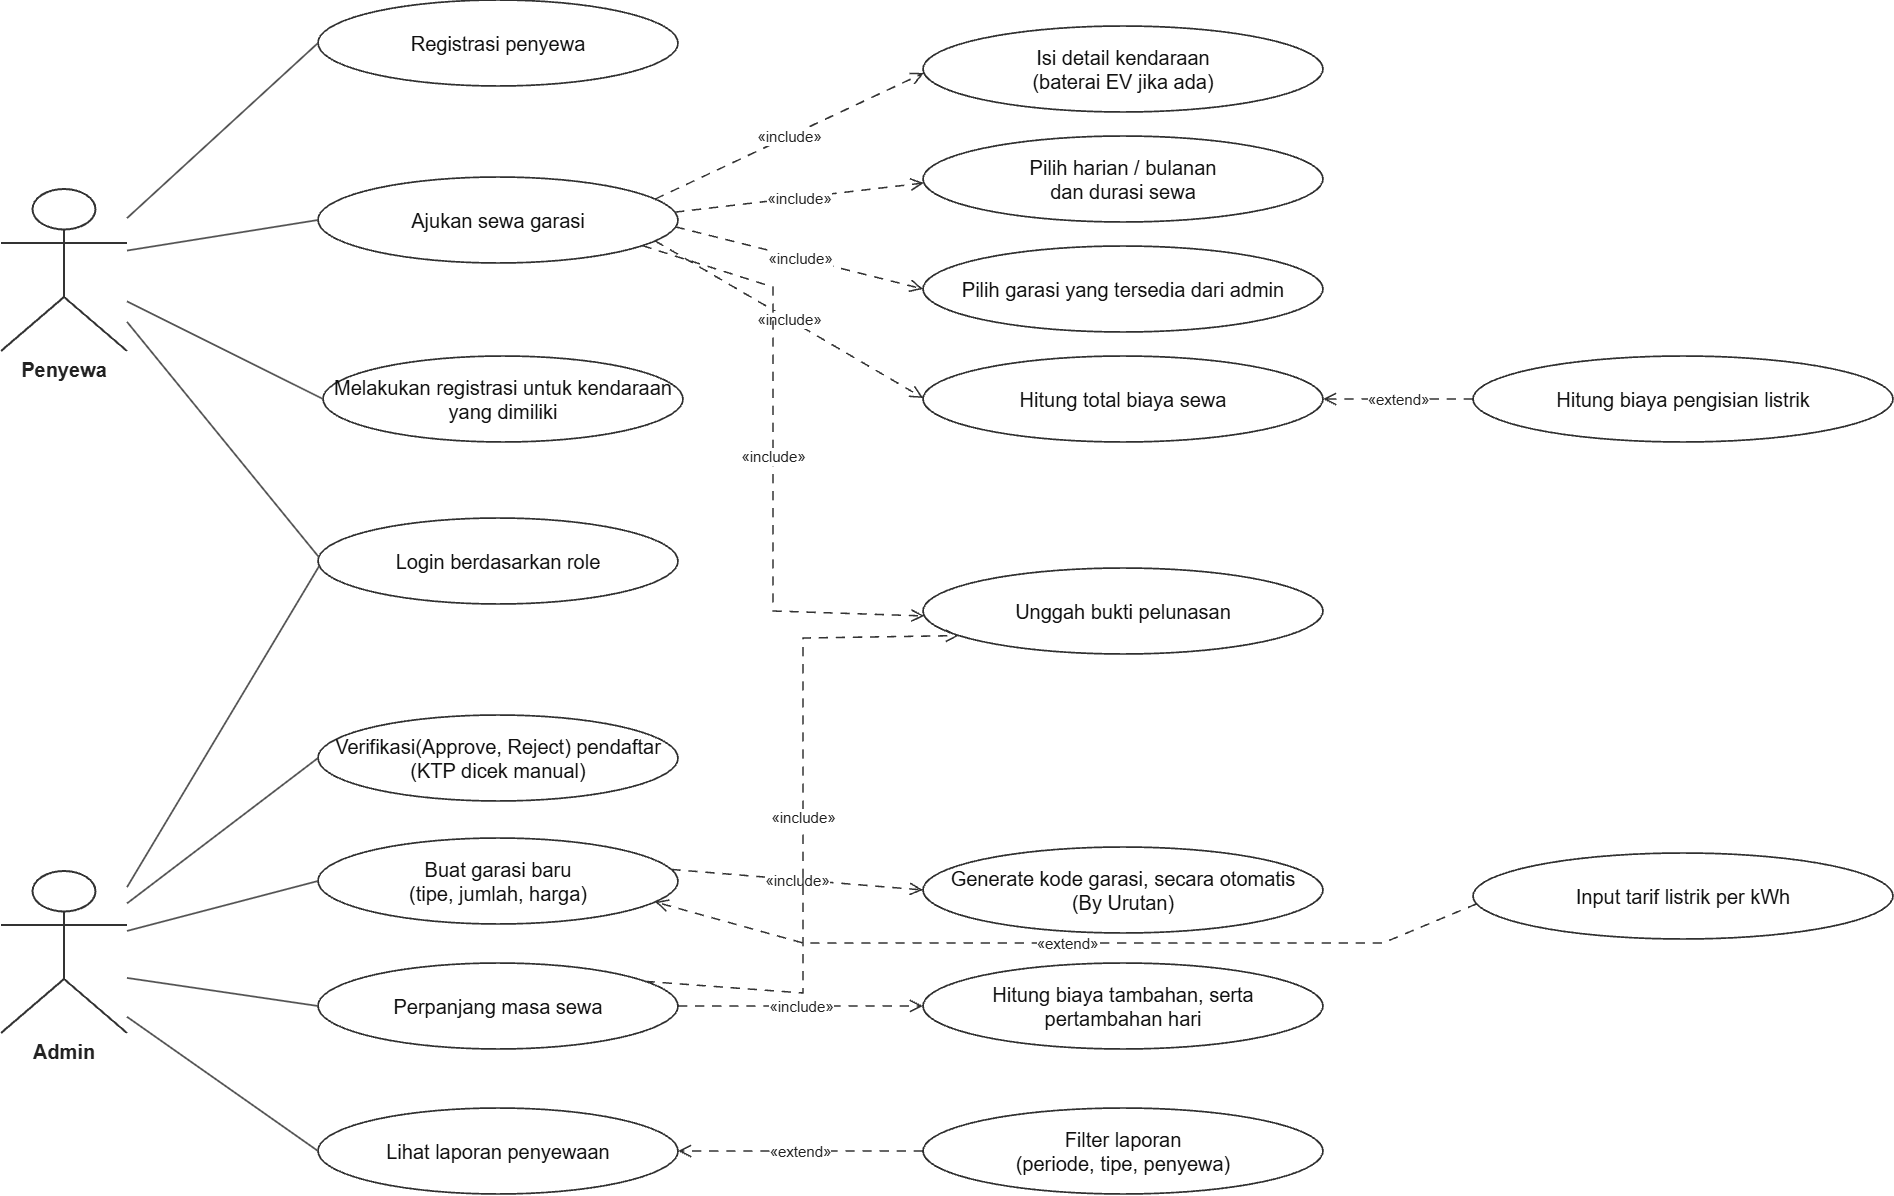 Registrasi penyewa
Isi detail kendaraan
(baterai EV jika ada)
«include»
Pilih harian / bulanan
dan durasi sewa
«include»
Ajukan sewa garasi
«include»
Pilih garasi yang tersedia dari admin
«include»
Penyewa
Melakukan registrasi untuk kendaraan
yang dimiliki
Hitung total biaya sewa
«extend»
Hitung biaya pengisian listrik
«include»
Login berdasarkan role
Unggah bukti pelunasan
Verifikasi(Approve, Reject) pendaftar
(KTP dicek manual)
«include»
Buat garasi baru
(tipe, jumlah, harga)
«include»
Generate kode garasi, secara otomatis
(By Urutan)
Input tarif listrik per kWh
«extend»
Perpanjang masa sewa
«include»
Hitung biaya tambahan, serta
pertambahan hari
Admin
Lihat laporan penyewaan
«extend»
Filter laporan
(periode, tipe, penyewa)